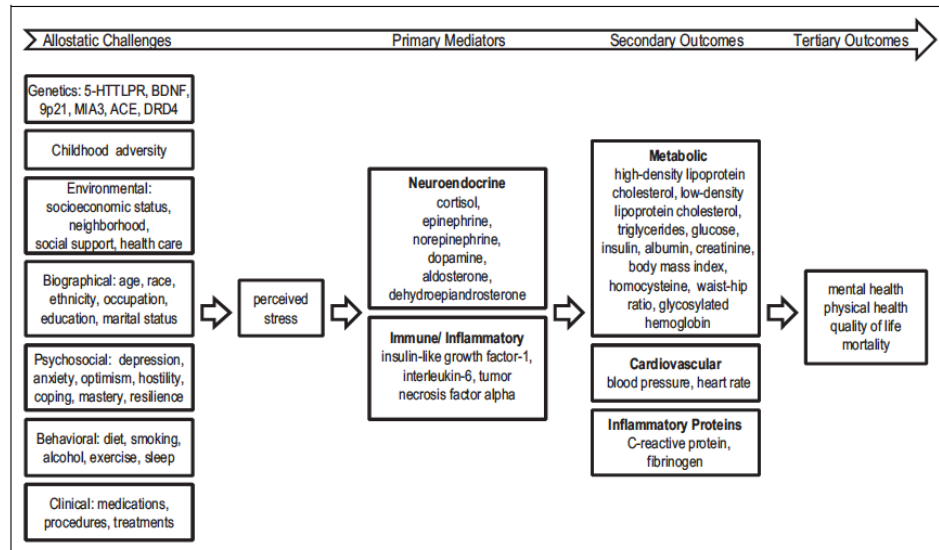 Allostatic Challenges
Primary Mediators
Secondary Outcomes
Tertiary Outcomes
Genetics: 5-HTTLPR, BDNF,
9p21, MIA3, ACE, DRD4
Childhood adversity
Environmental:
socioeconomic status,
neighborhood,
social support, health care
Biographical: age, race,
ethnicity, occupation,
education, marital status
Psychosocial: depression,
anxiety, optimism, hostility,
coping, mastery, resilience
Behavioral: diet, smoking,
alcohol, exercise, sleep
Clinical: medications,
procedures, treatments
perceived
stress
Neuroendocrine
cortisol,
epinephrine,
norepinephrine,
dopamine,
aldosterone,
dehydroepiandrosterone
Immune/ Inflammatory
insulin-like growth factor-1,
interleukin-6, tumor
necrosis factor alpha
Metabolic
high-density lipoprotein
cholesterol, low-density
lipoprotein cholesterol,
triglycerides, glucose,
insulin, albumin, creatinine,
body mass index,
homocysteine, waist-hip
ratio, glycosylated
hemoglobin
Cardiovascular
blood pressure, heart rate
Inflammatory Proteins
C-reactive protein,
fibrinogen
mental health
physical health
quality of life
mortality